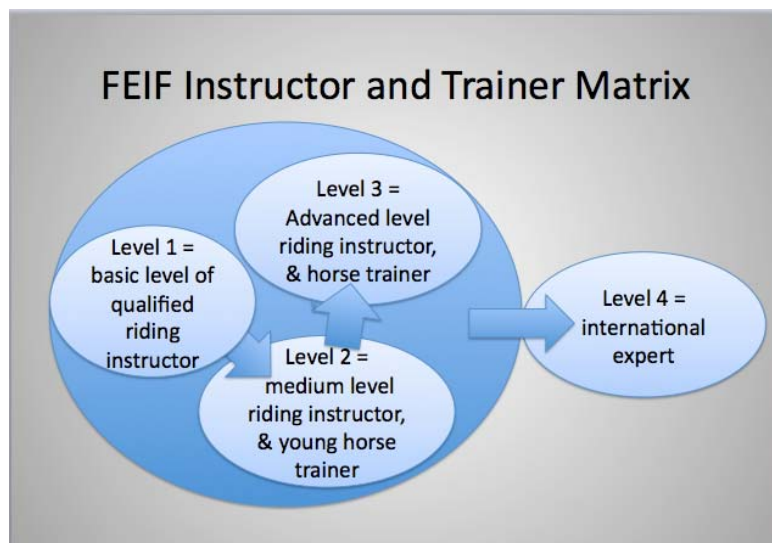 FEIF Instructor and Trainer Matrix
Level 1 =
basic level of
qualified
riding
instructor
Level 2 =
medium level
riding instructor,
& young horse
trainer
Level 3 =
Advanced level
riding instructor,
& horse trainer
Level 4 =
international
expert